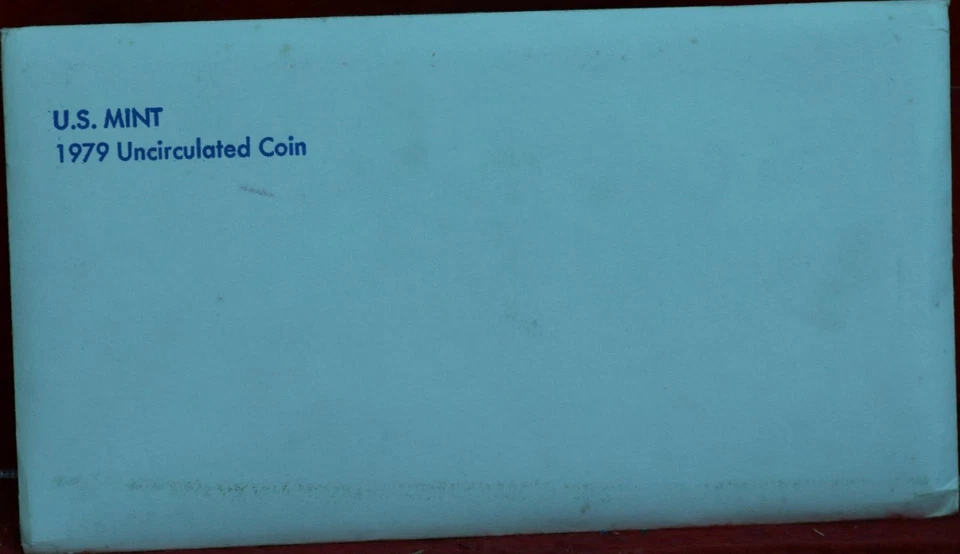 U.S. MINT
1979 Uncirculated Coin